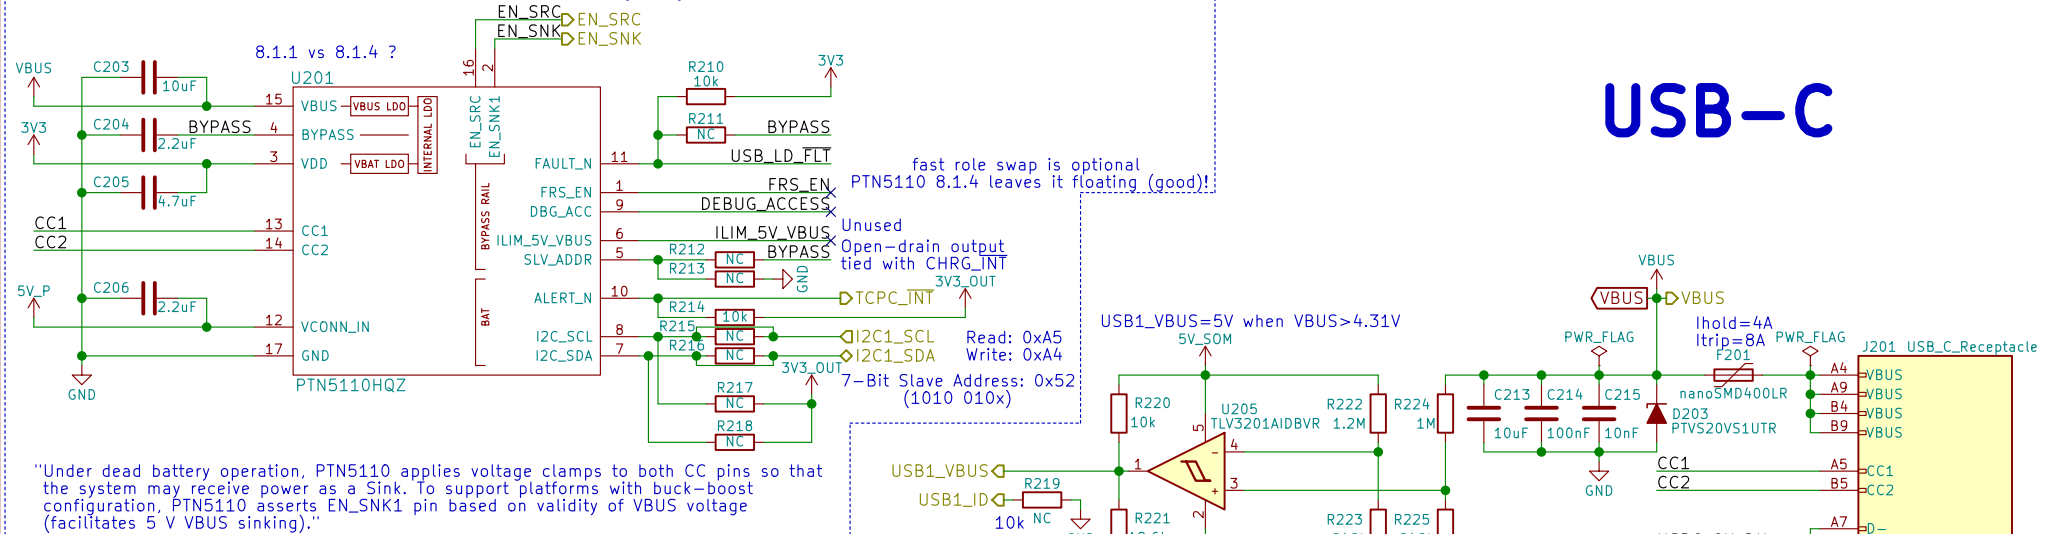 EN_SRC
EN_SRC
EN_SNK
EN_SNK
8.1.1 vs 8.1.4 ?
16
2
VBUS
C203
10uF
U201
15
VBUS
VBUS LDO
INTERNAL LDO
EN_SRC
EN_SNK1
3V3
C204
2.2uF
BYPASS
4
BYPASS
3
VDD
VBAT LDO
C205
4.7uF
CC1
13
CC1
CC2
14
CC2
BYPASS RAIL
BAT
5V_P
C206
2.2uF
12
VCONN_IN
17
GND
GND
PTN5110HQZ
R210
10k
3V3
R211
NC
BYPASS
FAULT_N
11
USB_LD_FLT
FRS_EN
1
FRS_EN
DBG_ACC
9
DEBUG_ACCESS
ILIM_5V_VBUS
6
ILIM_5V_VBUS
SLV_ADDR
5
R212
NC
BYPASS
R213
NC
GND
ALERT_N
10
TCPC_INT
R214
10k
3V3_OUT
I2C_SCL
8
R215
NC
I2C1_SCL
I2C_SDA
7
R216
NC
I2C1_SDA
3V3_OUT
R217
NC
R218
NC
fast role swap is optional
PTN5110 8.1.4 leaves it floating (good)!
Unused
Open-drain output
tied with CHRG_INT
Read: 0xA5
Write: 0xA4
7-Bit Slave Address: 0x52
(1010 010x)
"Under dead battery operation, PTN5110 applies voltage clamps to both CC pins so that
the system may receive power as a Sink. To support platforms with buck-boost
configuration, PTN5110 asserts EN_SNK1 pin based on validity of VBUS voltage
(facilitates 5 V VBUS sinking)."
USB-C
USB1_VBUS=5V when VBUS>4.31V
5V_SOM
R220
10k
U205
TLV3201AIDBVR
5
4
1
3
2
-
+
R222
1.2M
R224
1M
USB1_VBUS
USB1_ID
R219
NC
10k
R221
R223
R225
VBUS
VBUS
VBUS
PWR_FLAG
Ihold=4A
Itrip=8A
F201
nanoSMD400LR
PWR_FLAG
C213
10uF
C214
100nF
C215
10nF
D203
PTVS20VS1UTR
GND
J201 USB_C_Receptacle
A4
VBUS
A9
VBUS
B4
VBUS
B9
VBUS
CC1
A5
CC1
CC2
B5
CC2
A7
D-